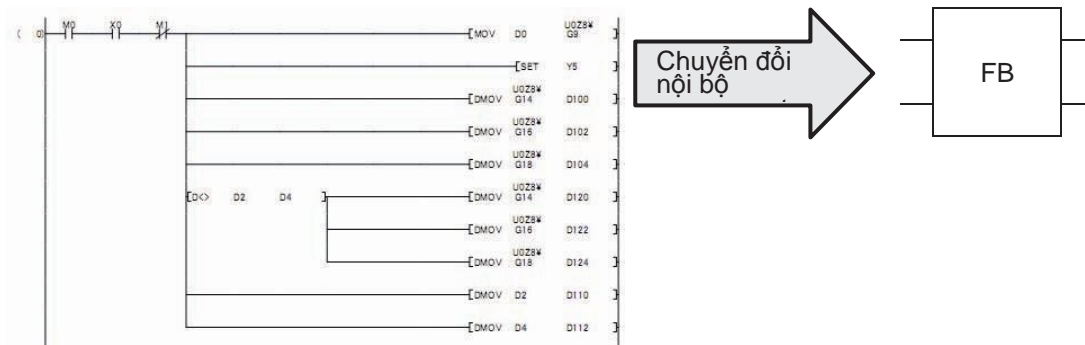 M0 X0 M1 U0Z8¥
( 0) [MOV D0 G9 ]
[SET Y5 ]
U0Z8¥
[DMOV G14 D100 ]
U0Z8¥
[DMOV G16 D102 ]
U0Z8¥
[DMOV G18 D104 ]
U0Z8¥
[D<> D2 D4 ] [DMOV G14 D120 ]
U0Z8¥
[DMOV G16 D122 ]
U0Z8¥
[DMOV G18 D124 ]
[DMOV D2 D110 ]
[DMOV D4 D112 ]
Chuyển đổi
nội bộ
FB